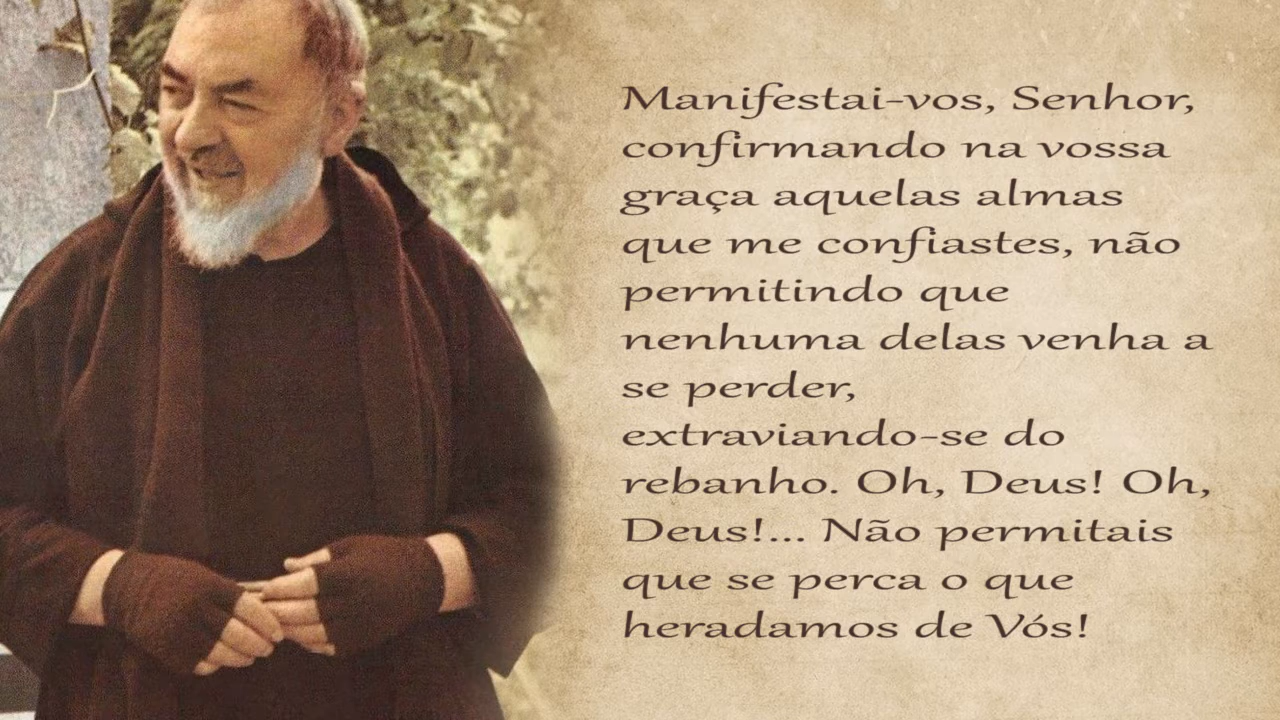 Manifestai-vos, Senhor,
confirmando na vossa
graça aquelas almas
que me confiastes, não
permitindo que
nenhuma delas venha a
se perder,
extraviando-se do
rebanho. Oh, Deus! Oh,
Deus!... Não permitais
que se perca o que
heradamos de Vós!